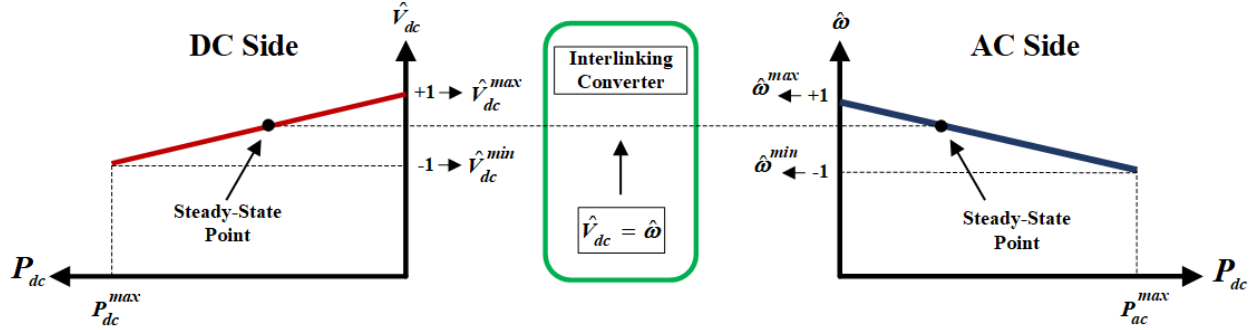 V̂dc
ω̂
DC Side
Interlinking
Converter
AC Side
+1 → V̂dc^max
ω̂^max ← +1
-1 → V̂dc^min
ω̂^min ← -1
Steady-State
Point
V̂dc = ω̂
Steady-State
Point
Pdc
Pdc
Pdc^max
Pac^max